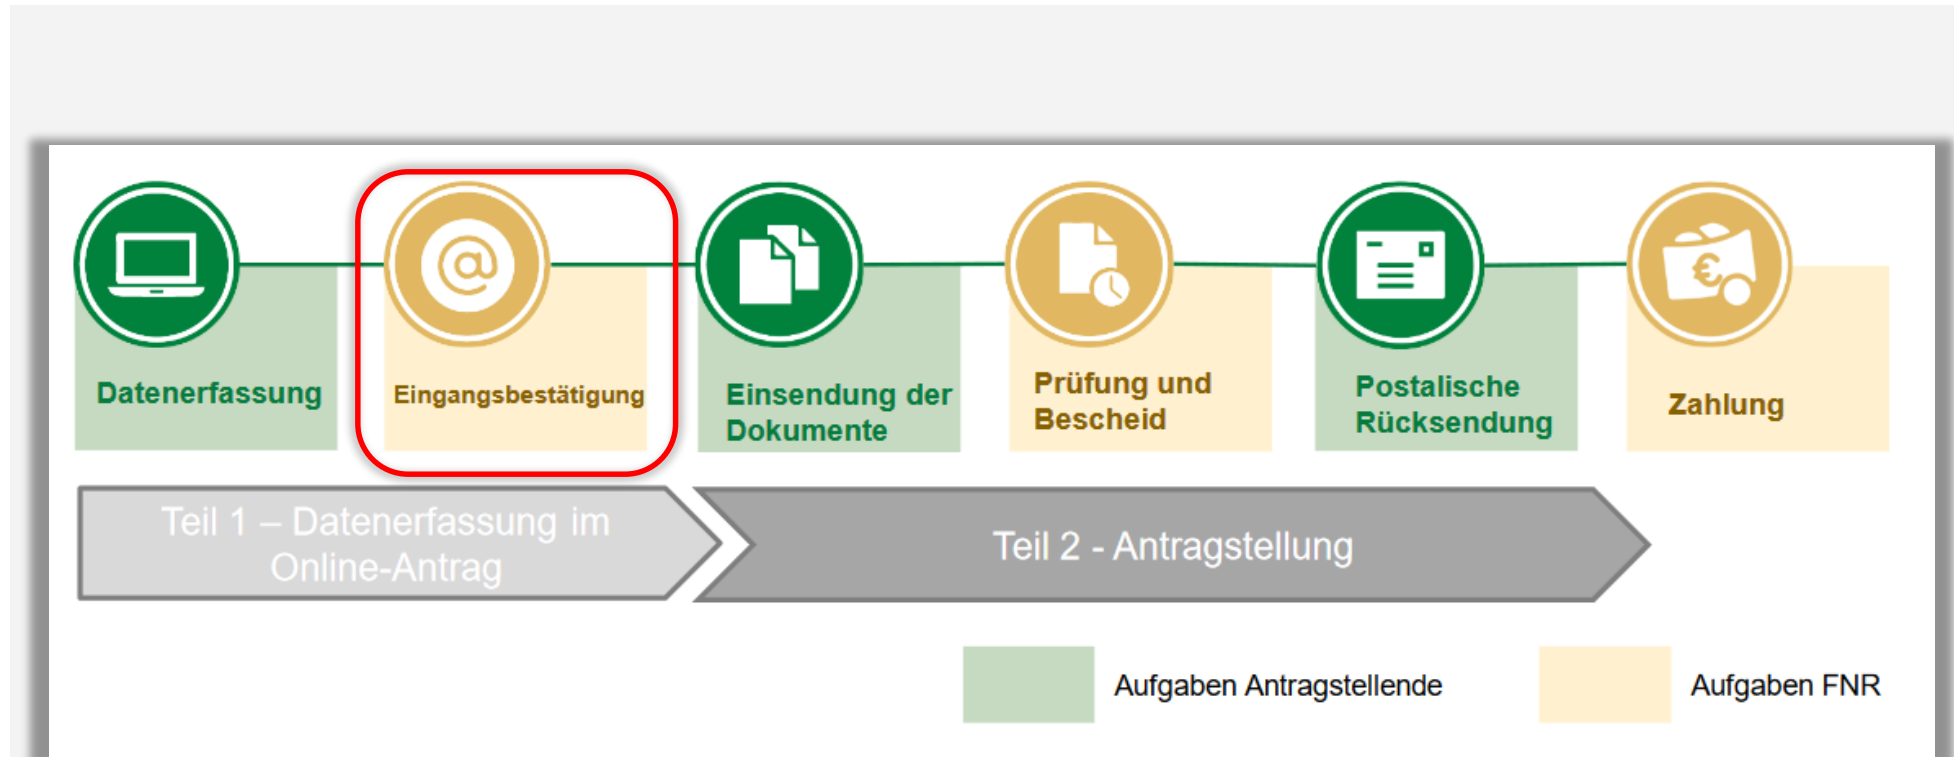 @
€
Datenerfassung
Eingangsbestätigung
Einsendung der
Dokumente
Prüfung und
Bescheid
Postalische
Rücksendung
Zahlung
Teil 1 – Datenerfassung im
Online-Antrag
Teil 2 - Antragstellung
Aufgaben Antragstellende
Aufgaben FNR